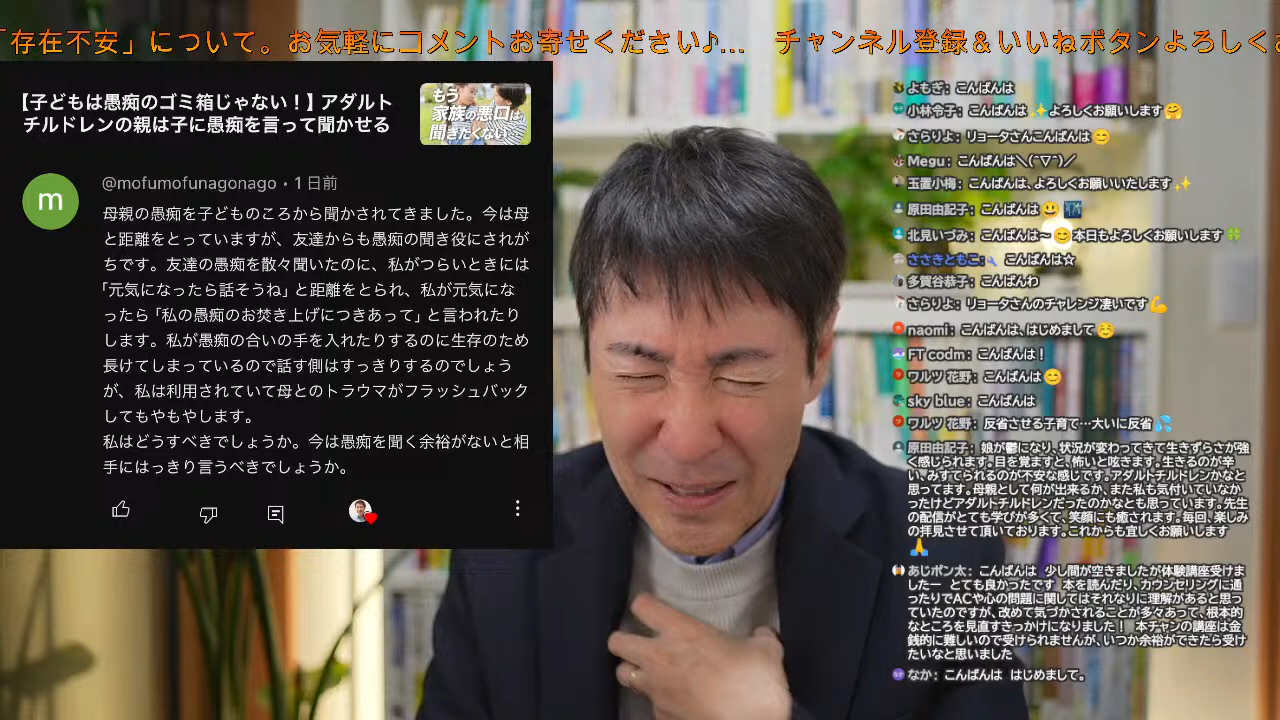 「存在不安」について。お気軽にコメントお寄せください♪...　チャンネル登録＆いいねボタンよろしくお
【子どもは愚痴のゴミ箱じゃない！】アダルト
チルドレンの親は子に愚痴を言って聞かせる
もう
家族の悪口は
聞きたくない…
m
@mofumofunagonago・1 日前
母親の愚痴を子どものころから聞かされてきました。今は母
と距離をとっていますが、友達からも愚痴の聞き役にされが
ちです。友達の愚痴を散々聞いたのに、私がつらいときには
「元気になったら話そうね」と距離をとられ、私が元気にな
ったら「私の愚痴のお焚き上げにつきあって」と言われたり
します。私が愚痴の合いの手を入れたりするのに生存のため
長けてしまっているので話す側はすっきりするのでしょう
が、私は利用されていて母とのトラウマがフラッシュバック
してもやもやします。
私はどうすべきでしょうか。今は愚痴を聞く余裕がないと相
手にはっきり言うべきでしょうか。
よもぎ: こんばんは
小林令子: こんばんは ✨よろしくお願いします🤗
さらりよ: リョータさんこんばんは😊
Megu: こんばんは＼(^▽^)／
玉置小梅: こんばんは、よろしくお願いいたします✨
原田由記子: こんばんは😃🌃
北見いづみ: こんばんは〜😊本日もよろしくお願いします🍀
ささきともこ: こんばんは☆
多賀谷恭子: こんばんわ
さらりよ: リョータさんのチャレンジ凄いです💪
naomi: こんばんは、はじめまして☺️
FT codm: こんばんは！
ワルツ 花野: こんばんは😊
sky blue: こんばんは
ワルツ 花野: 反省させる子育て…大いに反省💦
原田由記子: 娘が鬱になり、状況が変わってきて生きずらさが強
く感じられます。目を覚ますと、怖いと呟きます。生きるのが辛
い、みすてられるのが不安な感じです。アダルトチルドレンかなと
思ってます。母親として何が出来るか、また私も気付いていなか
ったけどアダルトチルドレンだったのかなとも思っています。先生
の配信がとても学びが多くて、笑顔にも癒されます。毎回、楽しみ
の拝見させて頂いております。これからも宜しくお願いします
🙏
あじポン太: こんばんは　少し間が空きましたが体験講座受けま
したー　とても良かったです　本を読んだり、カウンセリングに通
ったりでACや心の問題に関してはそれなりに理解があると思っ
ていたのですが、改めて気づかされることが多々あって、根本的
なところを見直すきっかけになりました！　本チャンの講座は金
銭的に難しいので受けられませんが、いつか余裕ができたら受け
たいなと思いました
なか: こんばんは　はじめまして。